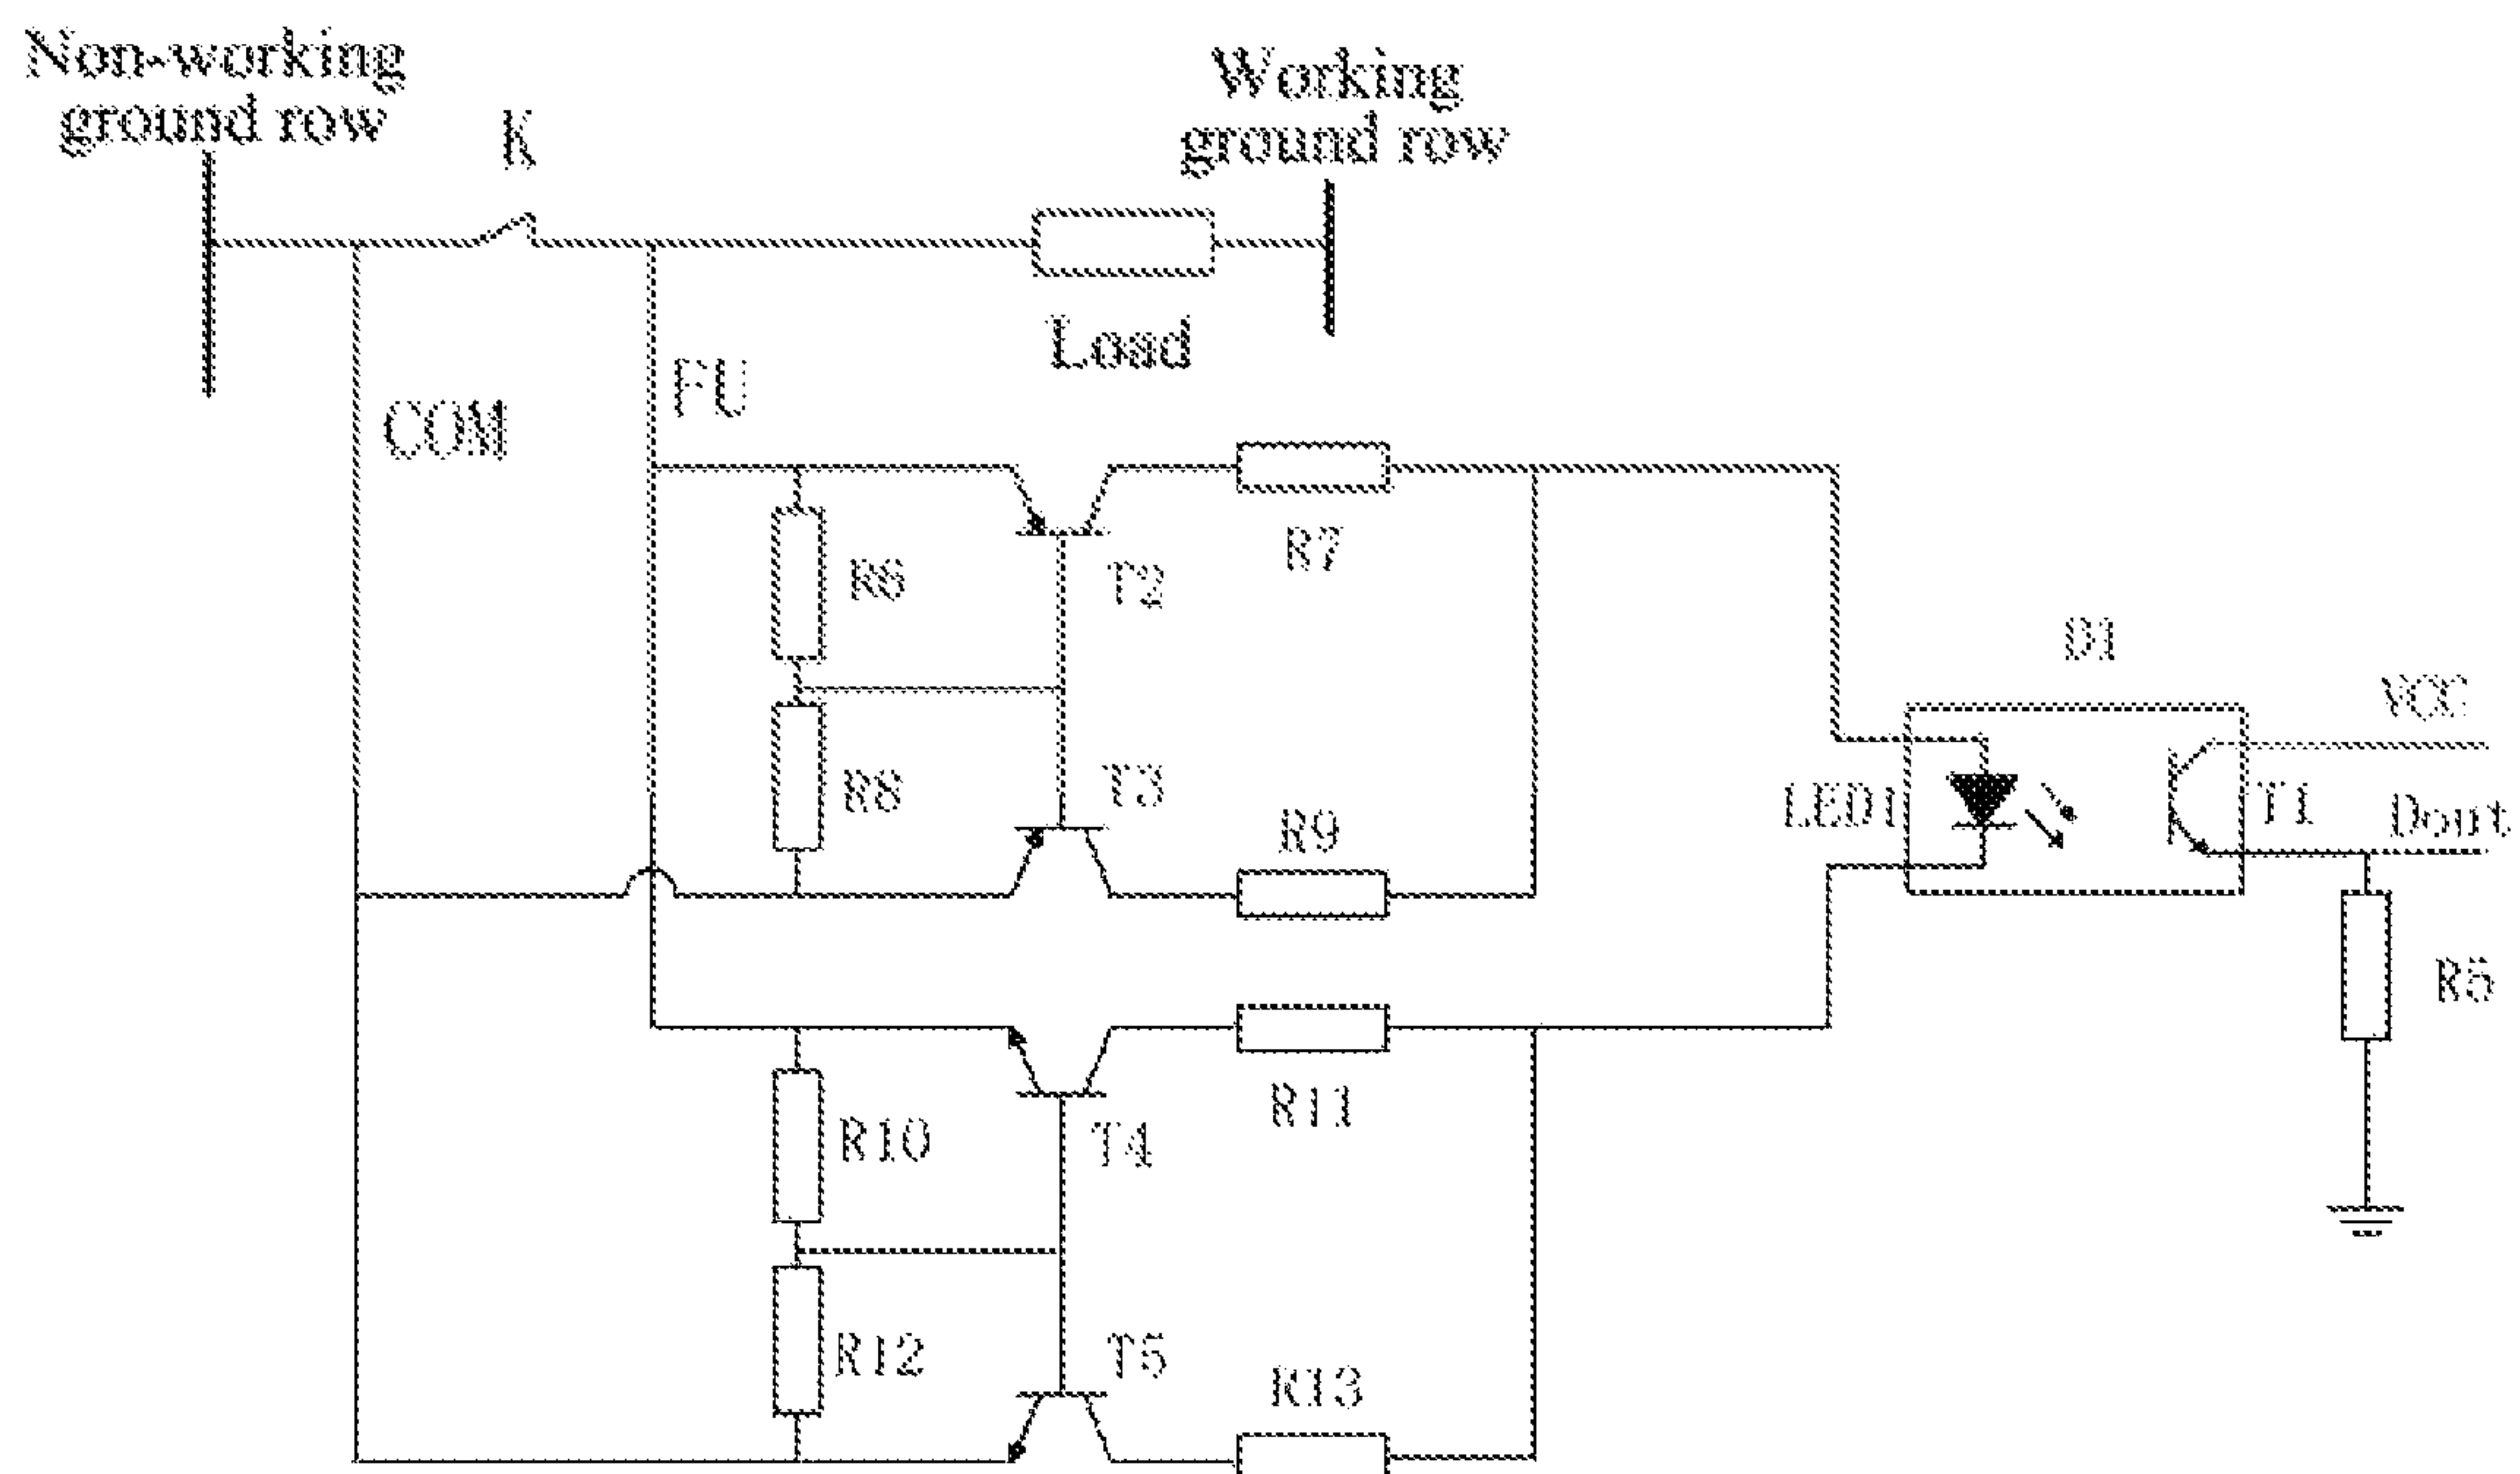 Non-working
ground row
K
Working
ground row
Load
FU
COM
R7
R6
T2
D1
VCC
R8
T3
R9
LED1
T1
Dout
R5
R11
R10
T4
R12
T5
R13